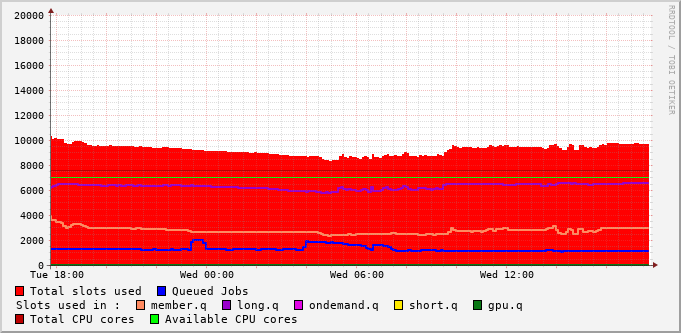 RRDTOOL / TOBI OETIKER
20000
18000
16000
14000
12000
10000
8000
6000
4000
2000
0
Tue 18:00 Wed 00:00 Wed 06:00 Wed 12:00
Total slots used Queued Jobs
Slots used in : member.q long.q ondemand.q short.q gpu.q
Total CPU cores Available CPU cores